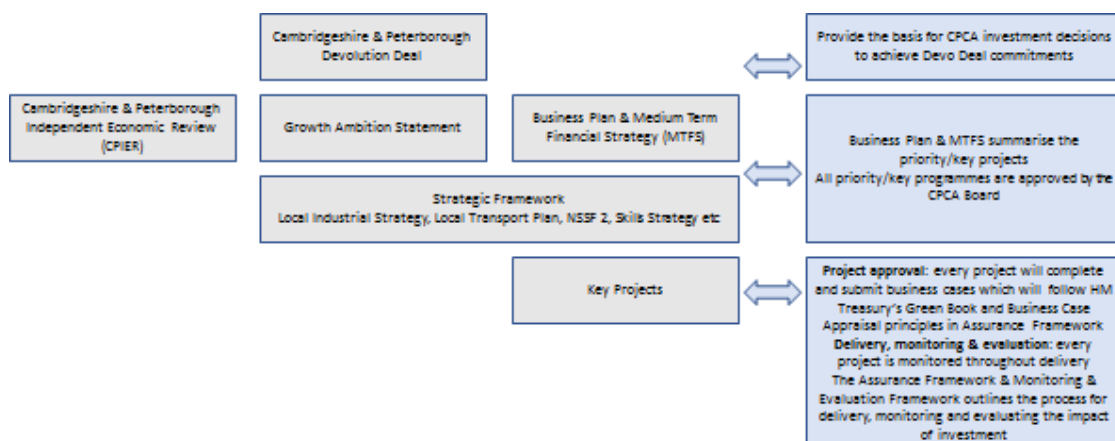 Cambridgeshire & Peterborough
Devolution Deal
Provide the basis for CPCA investment decisions
to achieve Devo Deal commitments
Cambridgeshire & Peterborough
Independent Economic Review
(CPIER)
Growth Ambition Statement
Business Plan & Medium Term
Financial Strategy (MTFS)
Business Plan & MTFS summarise the
priority/key projects
All priority/key programmes are approved by the
CPCA Board
Strategic Framework
Local Industrial Strategy, Local Transport Plan, NSSF 2, Skills Strategy etc
Key Projects
Project approval: every project will complete
and submit business cases which will follow HM
Treasury's Green Book and Business Case
Appraisal principles in Assurance Framework
Delivery, monitoring & evaluation: every
project is monitored throughout delivery
The Assurance Framework & Monitoring &
Evaluation Framework outlines the process for
delivery, monitoring and evaluating the impact
of investment